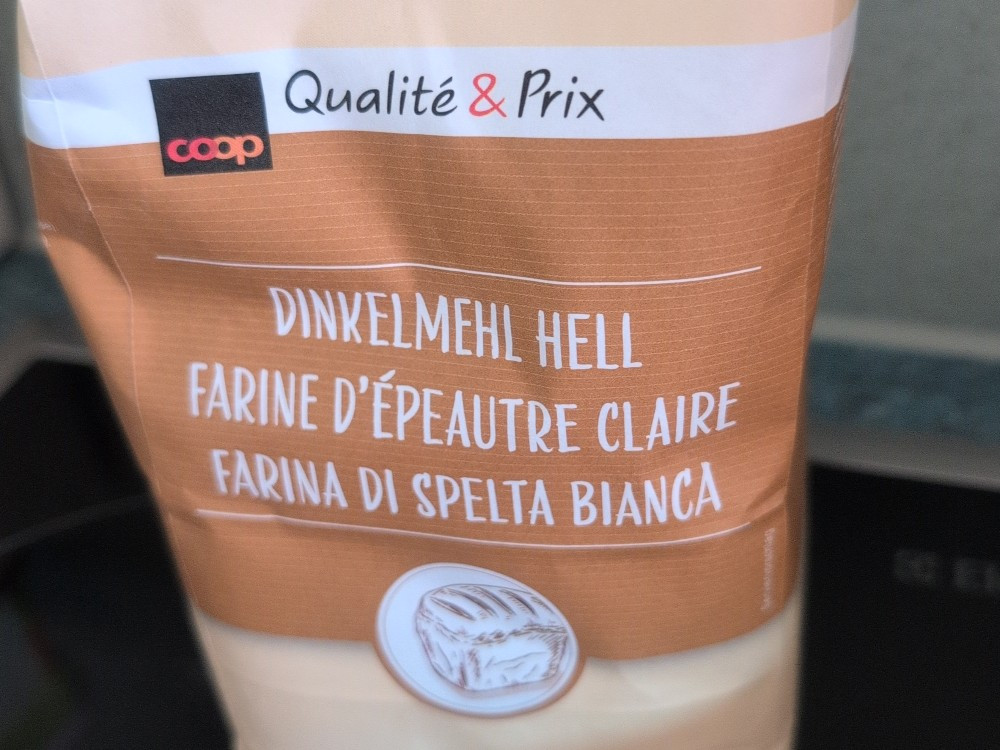 Qualité & Prix
coop
DINKELMEHL HELL
FARINE D'ÉPEAUTRE CLAIRE
FARINA DI SPELTA BIANCA